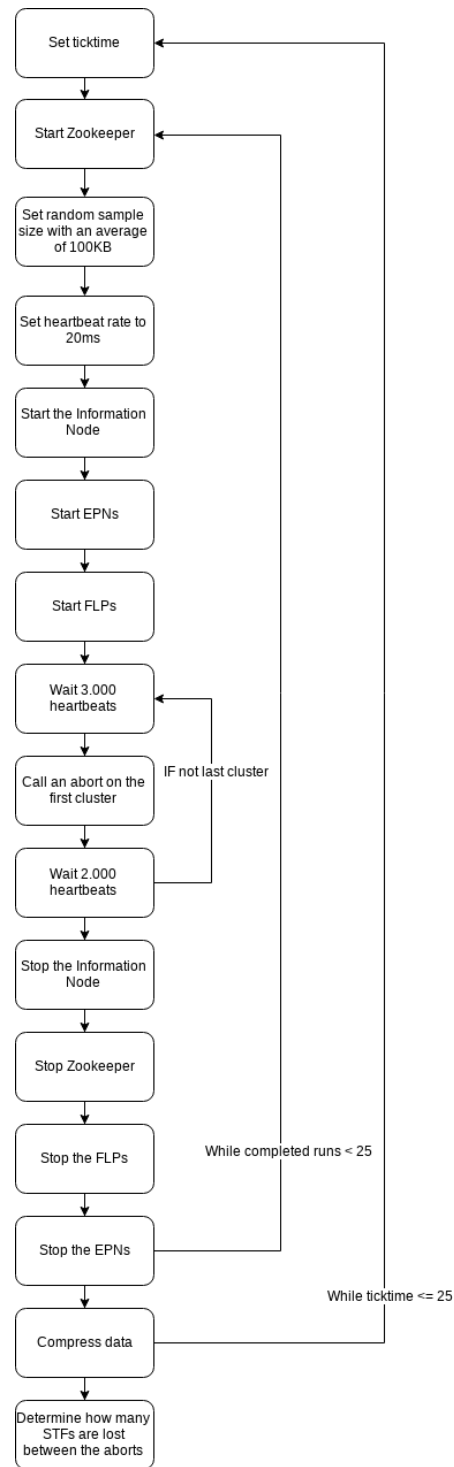 Set ticktime
Start Zookeeper
Set random sample
size with an average
of 100KB
Set heartbeat rate to
20ms
Start the Information
Node
Start EPNs
Start FLPs
Wait 3.000
heartbeats
IF not last cluster
Call an abort on the
first cluster
Wait 2.000
heartbeats
Stop the Information
Node
Stop Zookeeper
Stop the FLPs
While completed runs < 25
Stop the EPNs
While ticktime <= 25
Compress data
Determine how many
STFs are lost
between the aborts